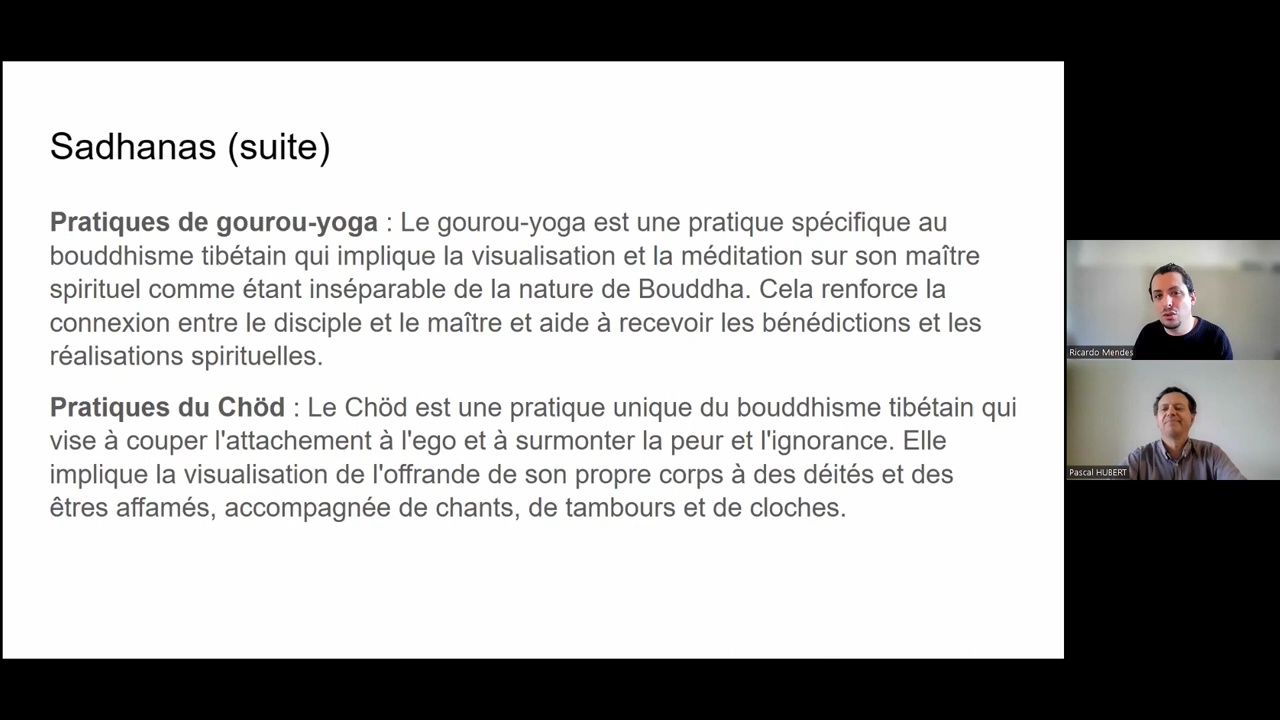 Sadhanas (suite)
Pratiques de gourou-yoga : Le gourou-yoga est une pratique spécifique au
bouddhisme tibétain qui implique la visualisation et la méditation sur son maître
spirituel comme étant inséparable de la nature de Bouddha. Cela renforce la
connexion entre le disciple et le maître et aide à recevoir les bénédictions et les
réalisations spirituelles.
Pratiques du Chöd : Le Chöd est une pratique unique du bouddhisme tibétain qui
vise à couper l'attachement à l'ego et à surmonter la peur et l'ignorance. Elle
implique la visualisation de l'offrande de son propre corps à des déités et des
êtres affamés, accompagnée de chants, de tambours et de cloches.
Ricardo Mendes
Pascal HUBERT